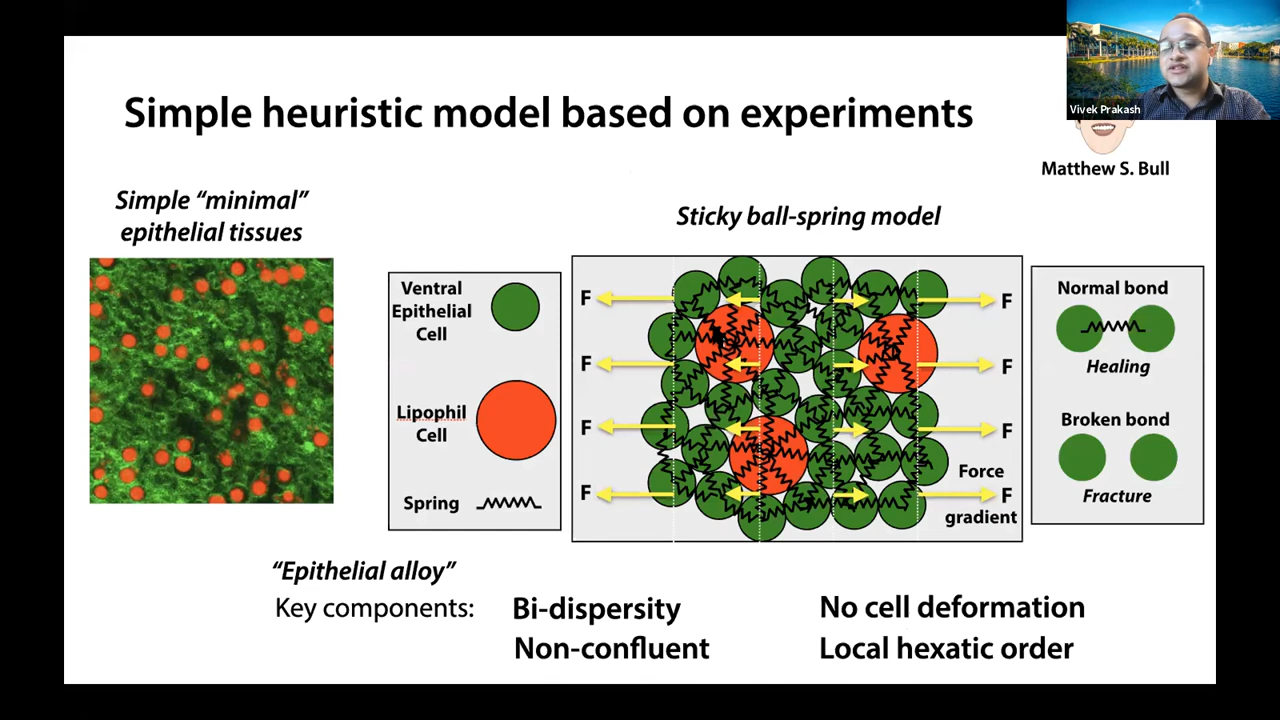 Vivek Prakash
Simple heuristic model based on experiments
Matthew S. Bull
Simple “minimal”
epithelial tissues
Sticky ball-spring model
Ventral
Epithelial
Cell
Lipophil
Cell
Spring
F
F
F
F
F
F
F
F
Force
gradient
Normal bond
Healing
Broken bond
Fracture
“Epithelial alloy”
Key components:
Bi-dispersity
No cell deformation
Non-confluent
Local hexatic order